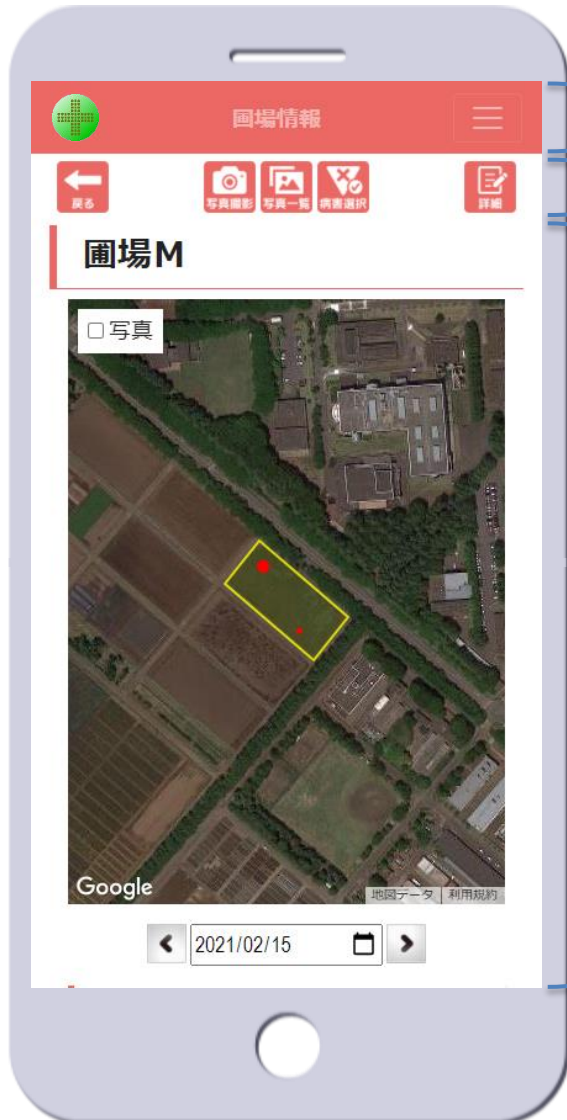 圃場情報
戻る 写真撮影 写真一覧 病害選択 詳細
圃場M
写真
Google
地図データ 利用規約
2021/02/15